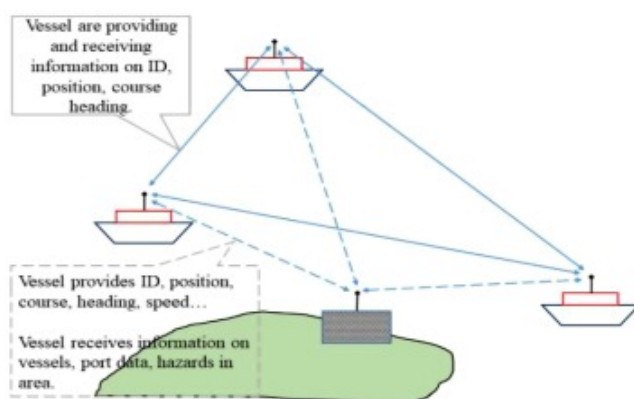 Vessel are providing
and receiving
information on ID,
position, course
heading.
Vessel provides ID, position,
course, heading, speed…
Vessel receives information on
vessels, port data, hazards in
area.